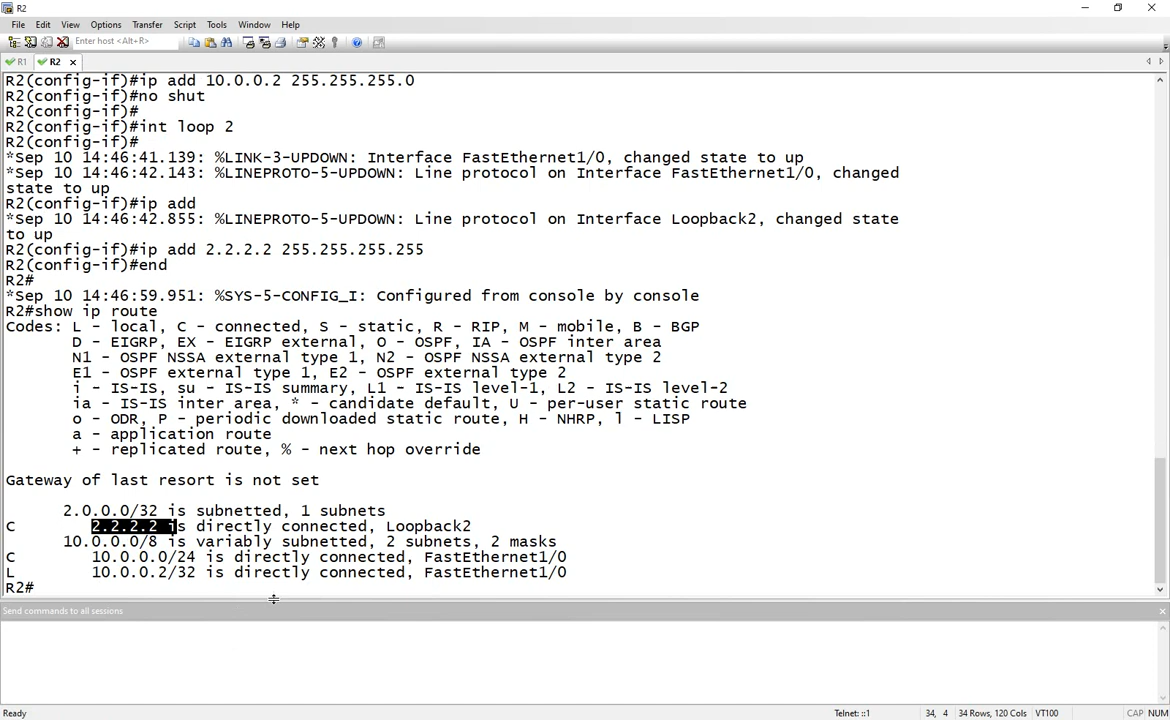 R2
File Edit View Options Transfer Script Tools Window Help
Enter host <Alt+R>
R1 R2
R2(config-if)#ip add 10.0.0.2 255.255.255.0
R2(config-if)#no shut
R2(config-if)#
R2(config-if)#int loop 2
R2(config-if)#
*Sep 10 14:46:41.139: %LINK-3-UPDOWN: Interface FastEthernet1/0, changed state to up
*Sep 10 14:46:42.143: %LINEPROTO-5-UPDOWN: Line protocol on Interface FastEthernet1/0, changed
state to up
R2(config-if)#ip add
*Sep 10 14:46:42.855: %LINEPROTO-5-UPDOWN: Line protocol on Interface Loopback2, changed state
to up
R2(config-if)#ip add 2.2.2.2 255.255.255.255
R2(config-if)#end
R2#
*Sep 10 14:46:59.951: %SYS-5-CONFIG_I: Configured from console by console
R2#show ip route
Codes: L - local, C - connected, S - static, R - RIP, M - mobile, B - BGP
D - EIGRP, EX - EIGRP external, O - OSPF, IA - OSPF inter area
N1 - OSPF NSSA external type 1, N2 - OSPF NSSA external type 2
E1 - OSPF external type 1, E2 - OSPF external type 2
i - IS-IS, su - IS-IS summary, L1 - IS-IS level-1, L2 - IS-IS level-2
ia - IS-IS inter area, * - candidate default, U - per-user static route
o - ODR, P - periodic downloaded static route, H - NHRP, l - LISP
a - application route
+ - replicated route, % - next hop override
Gateway of last resort is not set
2.0.0.0/32 is subnetted, 1 subnets
C 2.2.2.2 is directly connected, Loopback2
10.0.0.0/8 is variably subnetted, 2 subnets, 2 masks
C 10.0.0.0/24 is directly connected, FastEthernet1/0
L 10.0.0.2/32 is directly connected, FastEthernet1/0
R2#
Send commands to all sessions
Ready Telnet: ::1 34, 4 34 Rows, 120 Cols VT100 CAP NUM